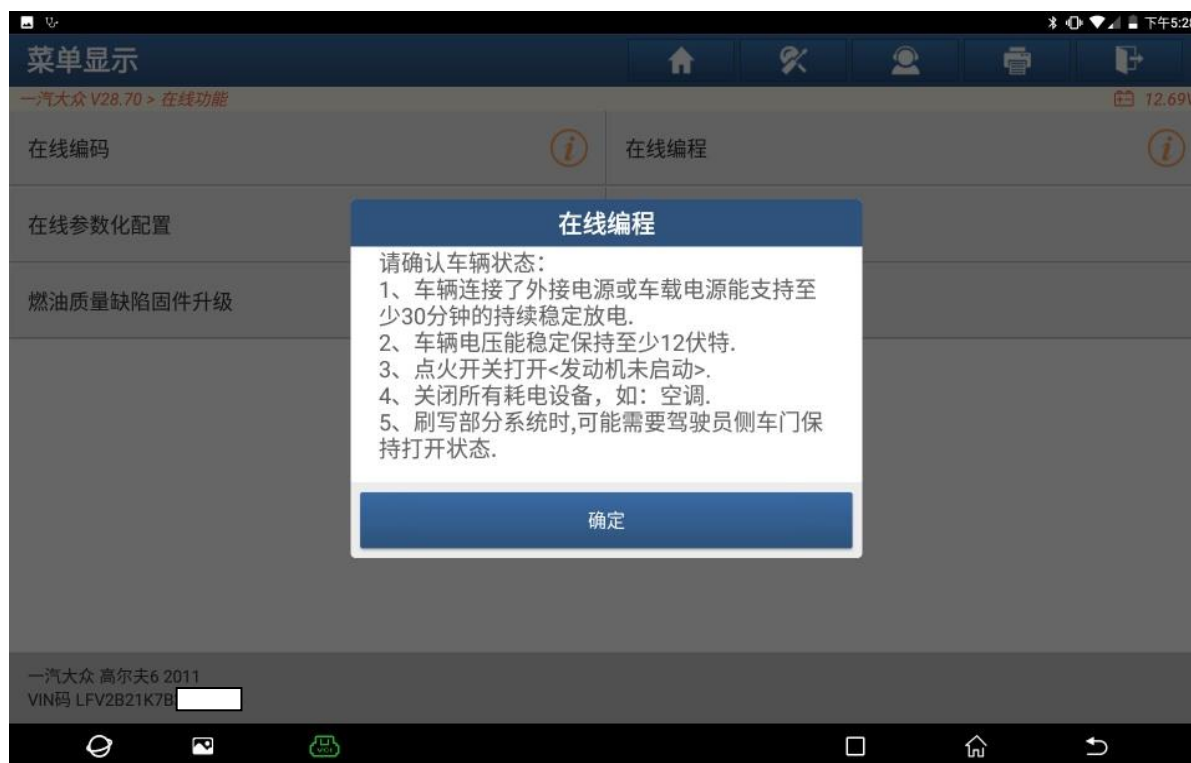 下午5:28
菜单显示
一汽大众 V28.70 > 在线功能
12.69V
在线编码
在线编程
在线参数化配置
燃油质量缺陷固件升级
在线编程
请确认车辆状态：
1、车辆连接了外接电源或车载电源能支持至
少30分钟的持续稳定放电.
2、车辆电压能稳定保持至少12伏特.
3、点火开关打开<发动机未启动>.
4、关闭所有耗电设备，如：空调.
5、刷写部分系统时,可能需要驾驶员侧车门保
持打开状态.
确定
一汽大众 高尔夫6 2011
VIN码 LFV2B21K7B
VCI